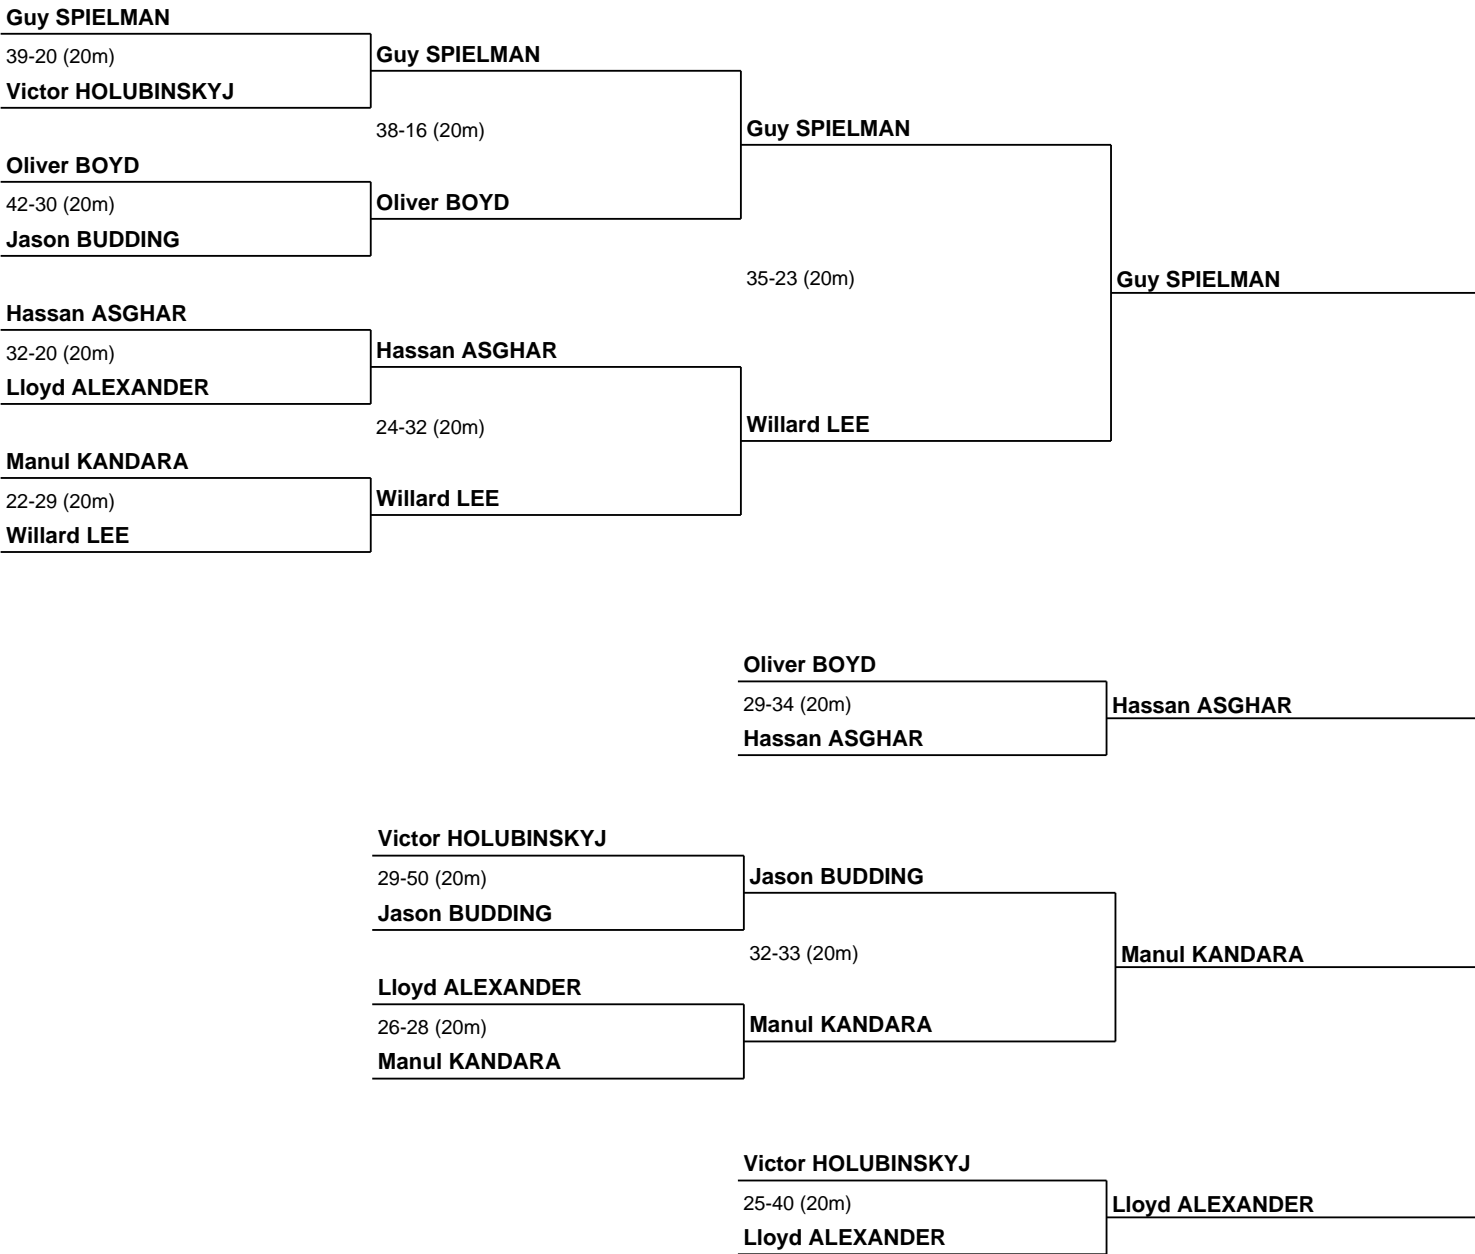 Guy SPIELMAN
39-20 (20m)
Guy SPIELMAN
Victor HOLUBINSKYJ
38-16 (20m)
Guy SPIELMAN
Oliver BOYD
42-30 (20m)
Oliver BOYD
Jason BUDDING
35-23 (20m)
Guy SPIELMAN
Hassan ASGHAR
32-20 (20m)
Hassan ASGHAR
Lloyd ALEXANDER
24-32 (20m)
Willard LEE
Manul KANDARA
22-29 (20m)
Willard LEE
Willard LEE
Oliver BOYD
29-34 (20m)
Hassan ASGHAR
Hassan ASGHAR
Victor HOLUBINSKYJ
29-50 (20m)
Jason BUDDING
Jason BUDDING
32-33 (20m)
Manul KANDARA
Lloyd ALEXANDER
26-28 (20m)
Manul KANDARA
Manul KANDARA
Victor HOLUBINSKYJ
25-40 (20m)
Lloyd ALEXANDER
Lloyd ALEXANDER